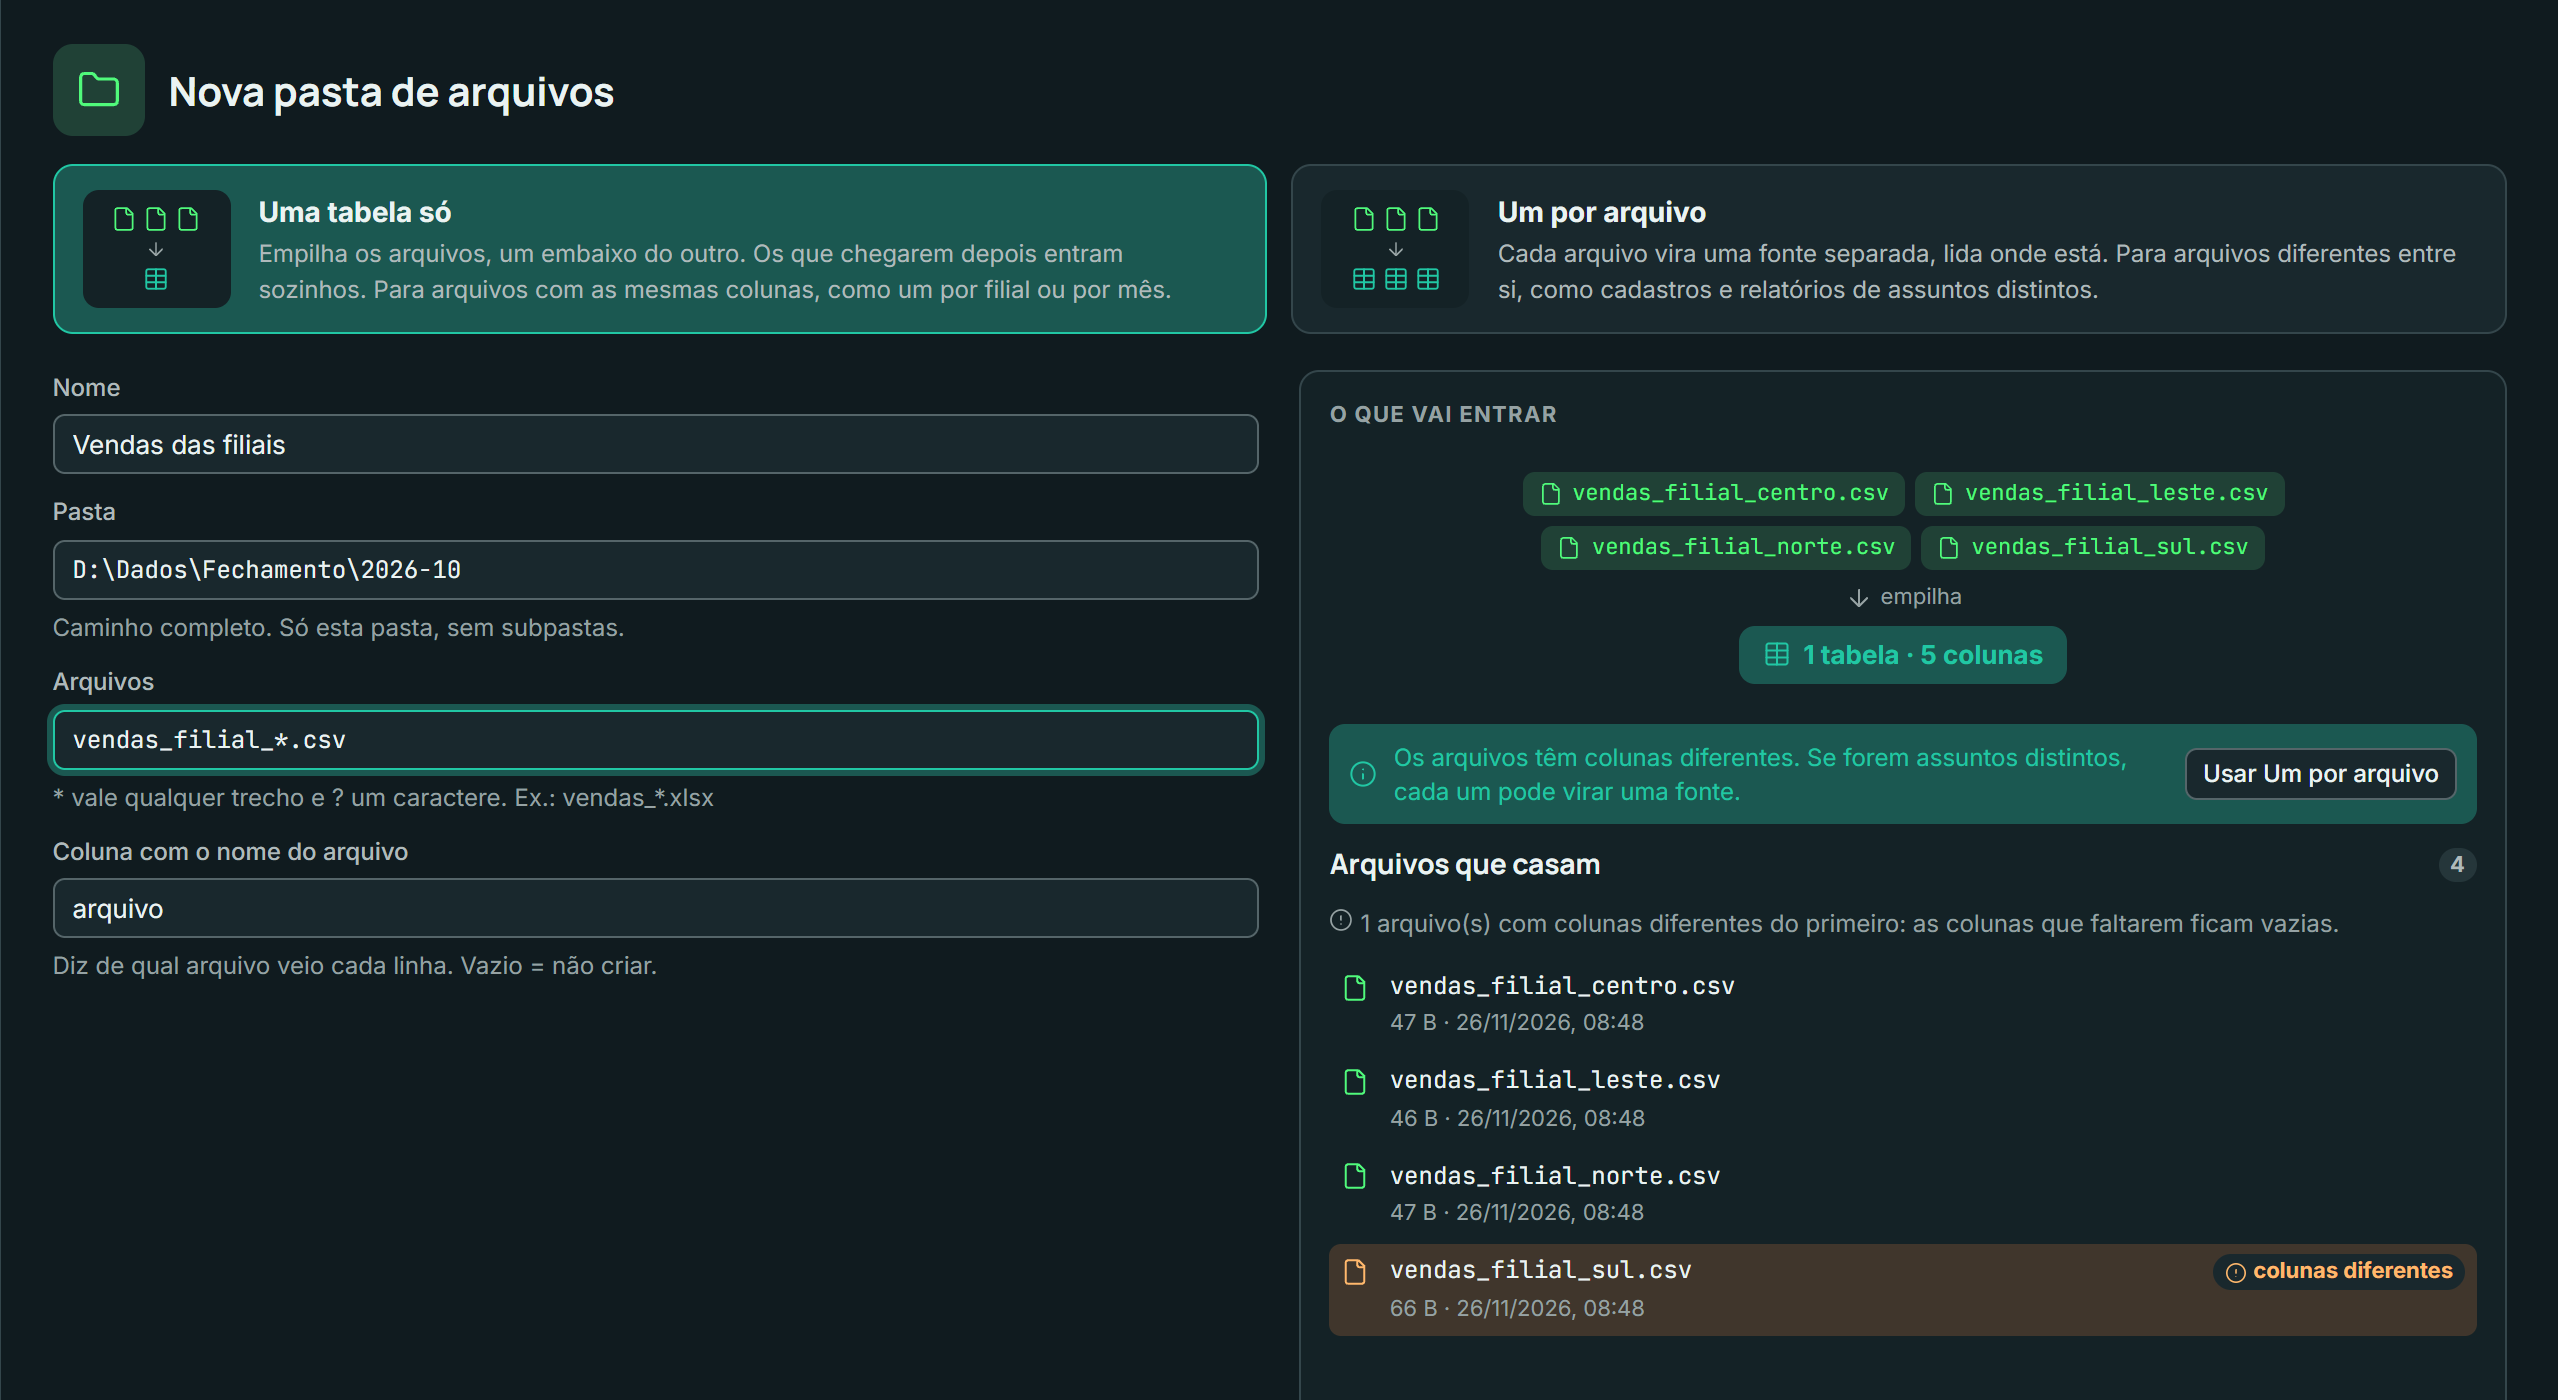 Nova pasta de arquivos
Uma tabela só
Empilha os arquivos, um embaixo do outro. Os que chegarem depois entram
sozinhos. Para arquivos com as mesmas colunas, como um por filial ou por mês.
Um por arquivo
Cada arquivo vira uma fonte separada, lida onde está. Para arquivos diferentes entre
si, como cadastros e relatórios de assuntos distintos.
Nome
Vendas das filiais
Pasta
D:\Dados\Fechamento\2026-10
Caminho completo. Só esta pasta, sem subpastas.
Arquivos
vendas_filial_*.csv
* vale qualquer trecho e ? um caractere. Ex.: vendas_*.xlsx
Coluna com o nome do arquivo
arquivo
Diz de qual arquivo veio cada linha. Vazio = não criar.
O QUE VAI ENTRAR
vendas_filial_centro.csv
vendas_filial_leste.csv
vendas_filial_norte.csv
vendas_filial_sul.csv
empilha
1 tabela · 5 colunas
Os arquivos têm colunas diferentes. Se forem assuntos distintos,
cada um pode virar uma fonte.
Usar Um por arquivo
Arquivos que casam
4
1 arquivo(s) com colunas diferentes do primeiro: as colunas que faltarem ficam vazias.
vendas_filial_centro.csv
47 B · 26/11/2026, 08:48
vendas_filial_leste.csv
46 B · 26/11/2026, 08:48
vendas_filial_norte.csv
47 B · 26/11/2026, 08:48
vendas_filial_sul.csv
colunas diferentes
66 B · 26/11/2026, 08:48